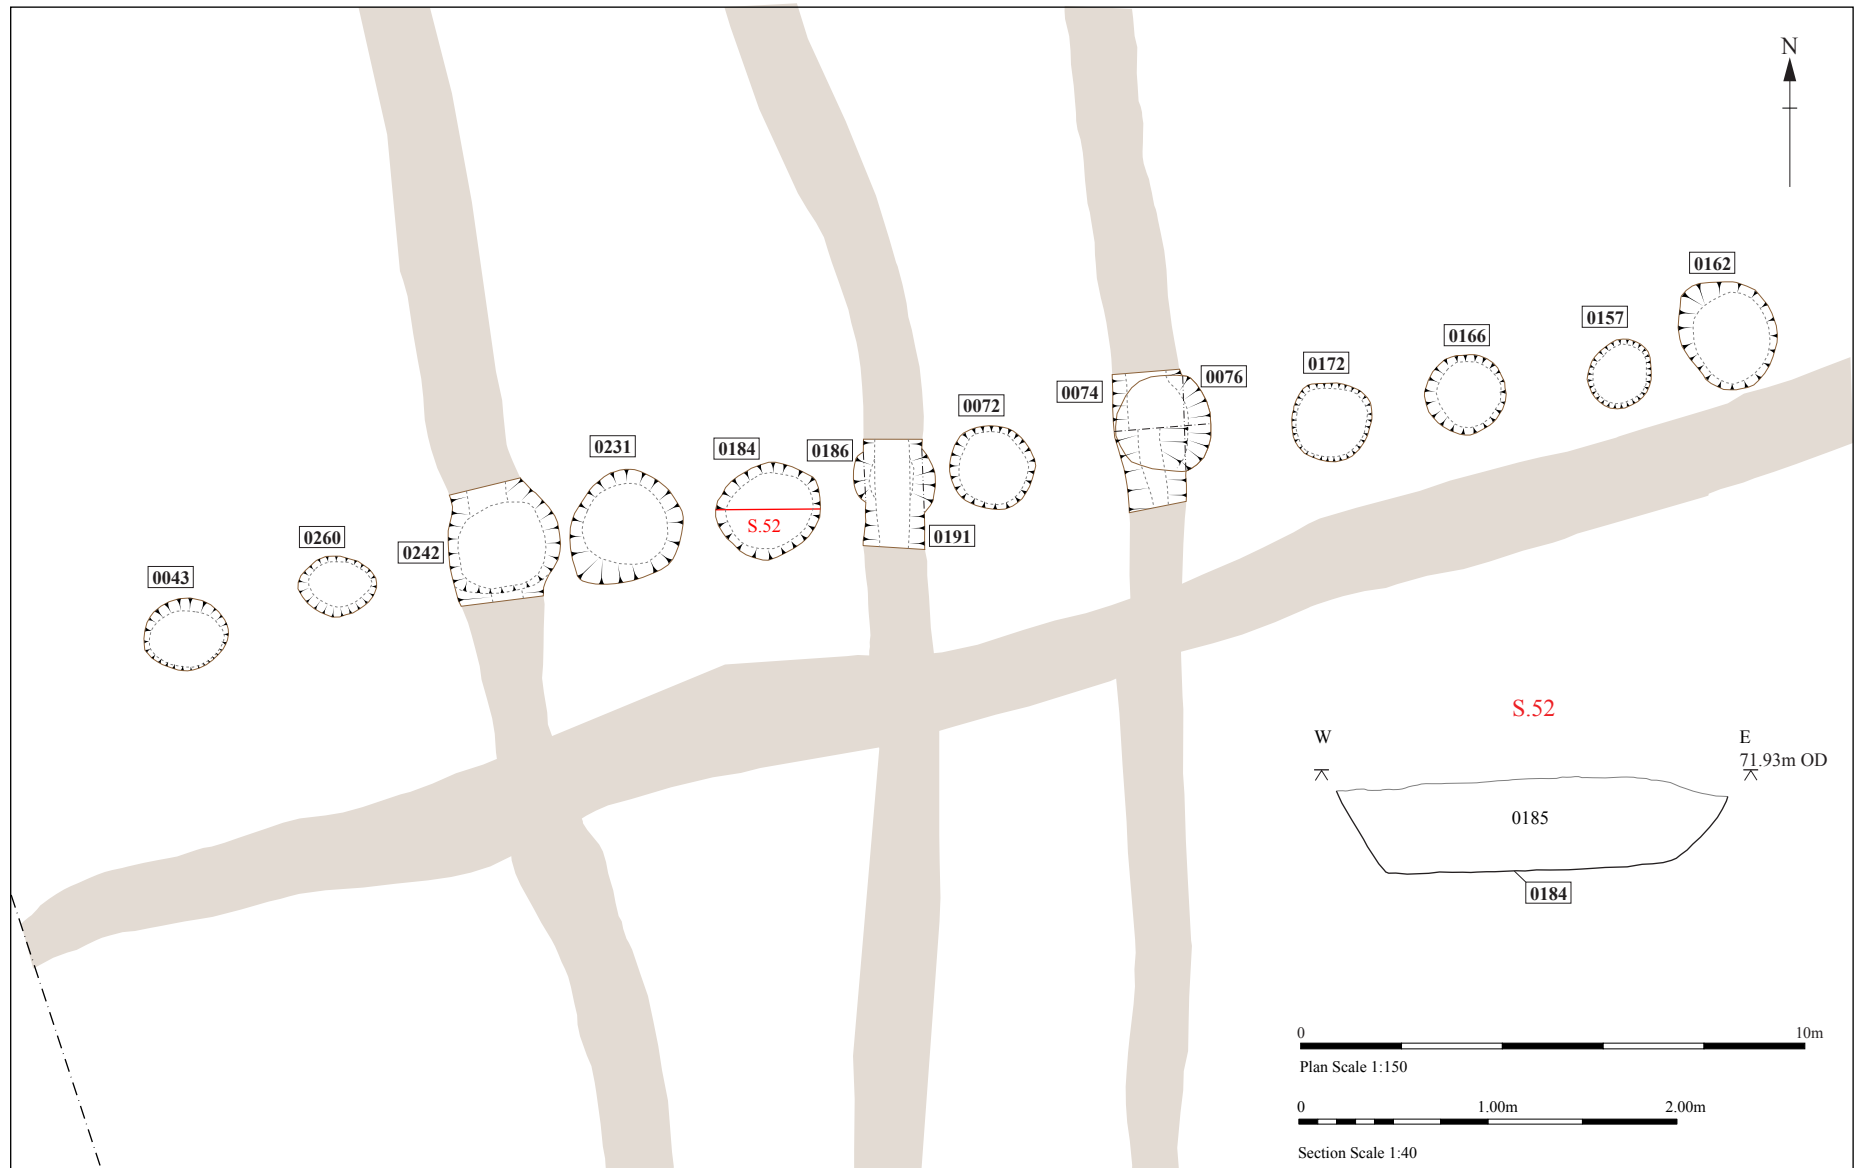 N
0162
0157
0166
0172
0076
0074
0072
0186
0184
0231
S.52
0191
0242
0260
0043
S.52
W
E
71.93m OD
0185
0184
0
10m
Plan Scale 1:150
0
1.00m
2.00m
Section Scale 1:40